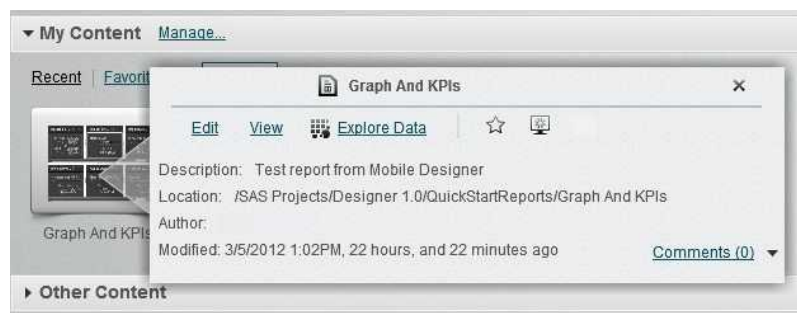 My Content Manage...
Recent | Favorit
Graph And KPIs
Edit View Explore Data
Description: Test report from Mobile Designer
Location: /SAS Projects/Designer 1.0/QuickStartReports/Graph And KPIs
Author:
Modified: 3/5/2012 1:02PM, 22 hours, and 22 minutes ago
Comments (0)
Graph And KPIs
Other Content